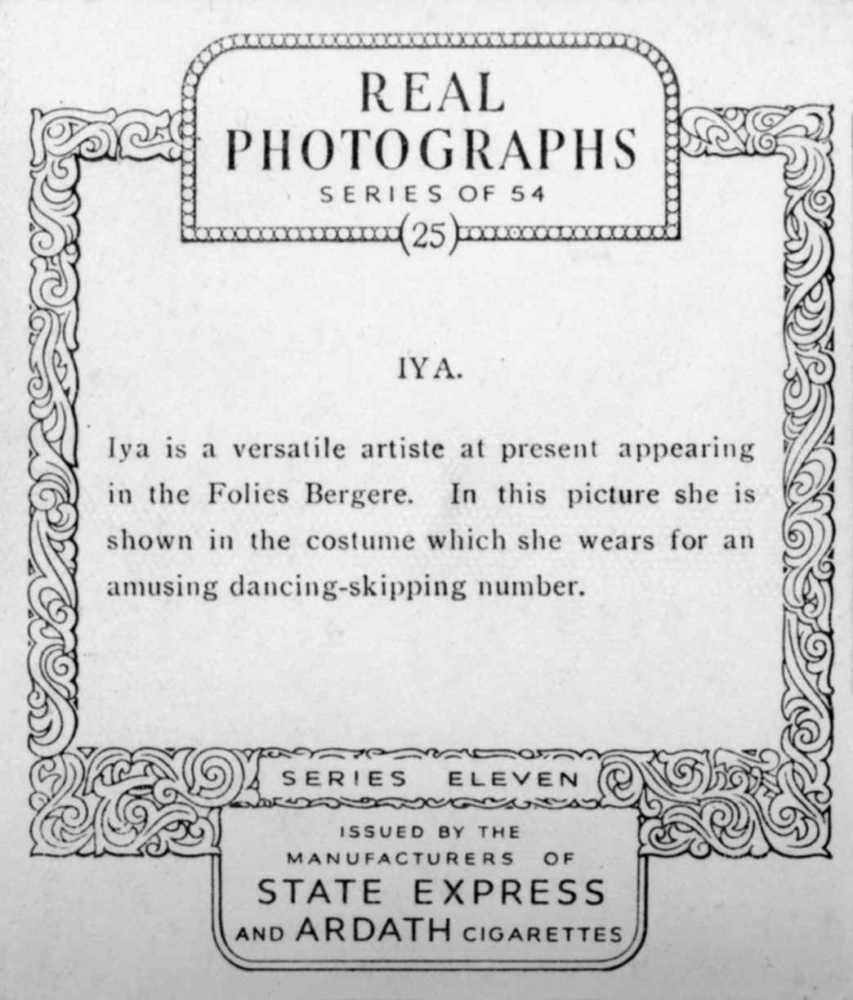 REAL
PHOTOGRAPHS
SERIES OF 54
(25)
IYA.
Iya is a versatile artiste at present appearing
in the Folies Bergere. In this picture she is
shown in the costume which she wears for an
amusing dancing-skipping number.
SERIES ELEVEN
ISSUED BY THE
MANUFACTURERS OF
STATE EXPRESS
AND ARDATH CIGARETTES